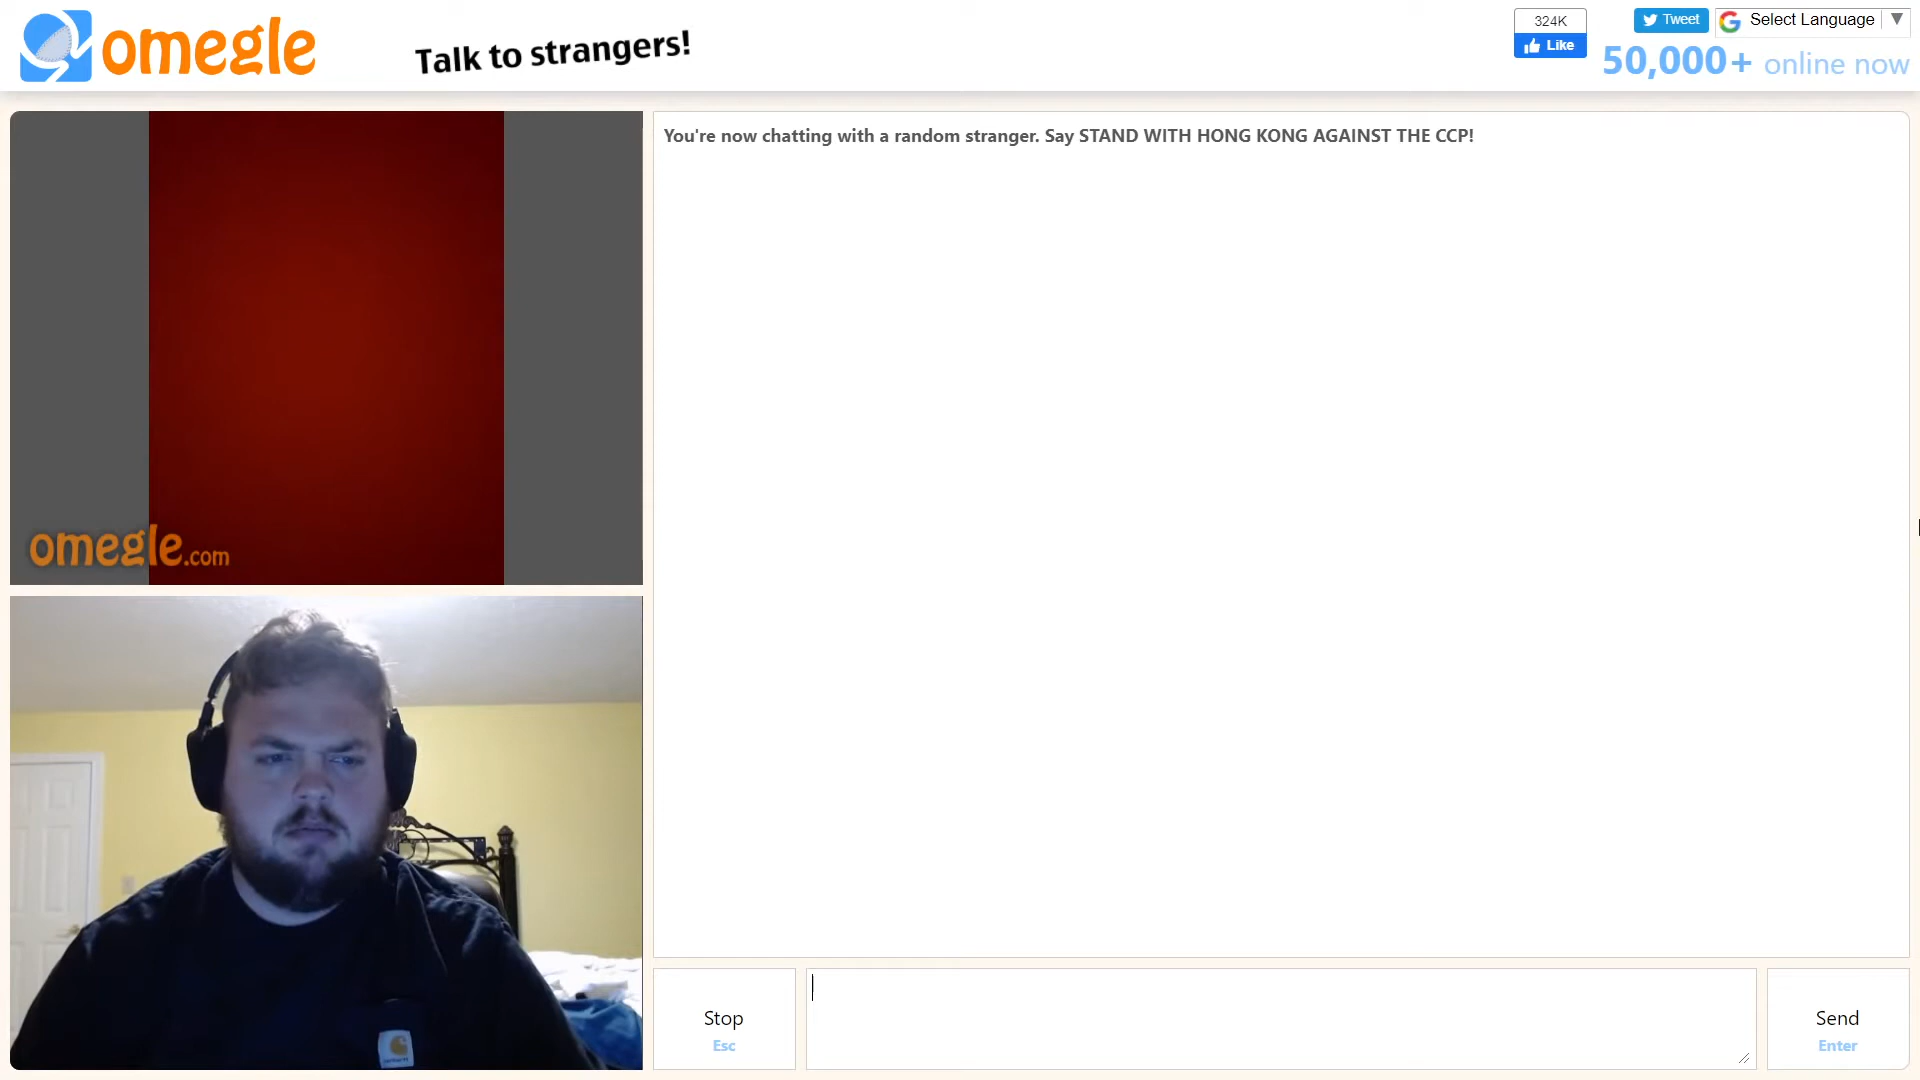 omegle
Talk to strangers!
324K
Like
Tweet
Select Language
50,000+ online now
You're now chatting with a random stranger. Say STAND WITH HONG KONG AGAINST THE CCP!
omegle.com
Stop
Esc
Send
Enter